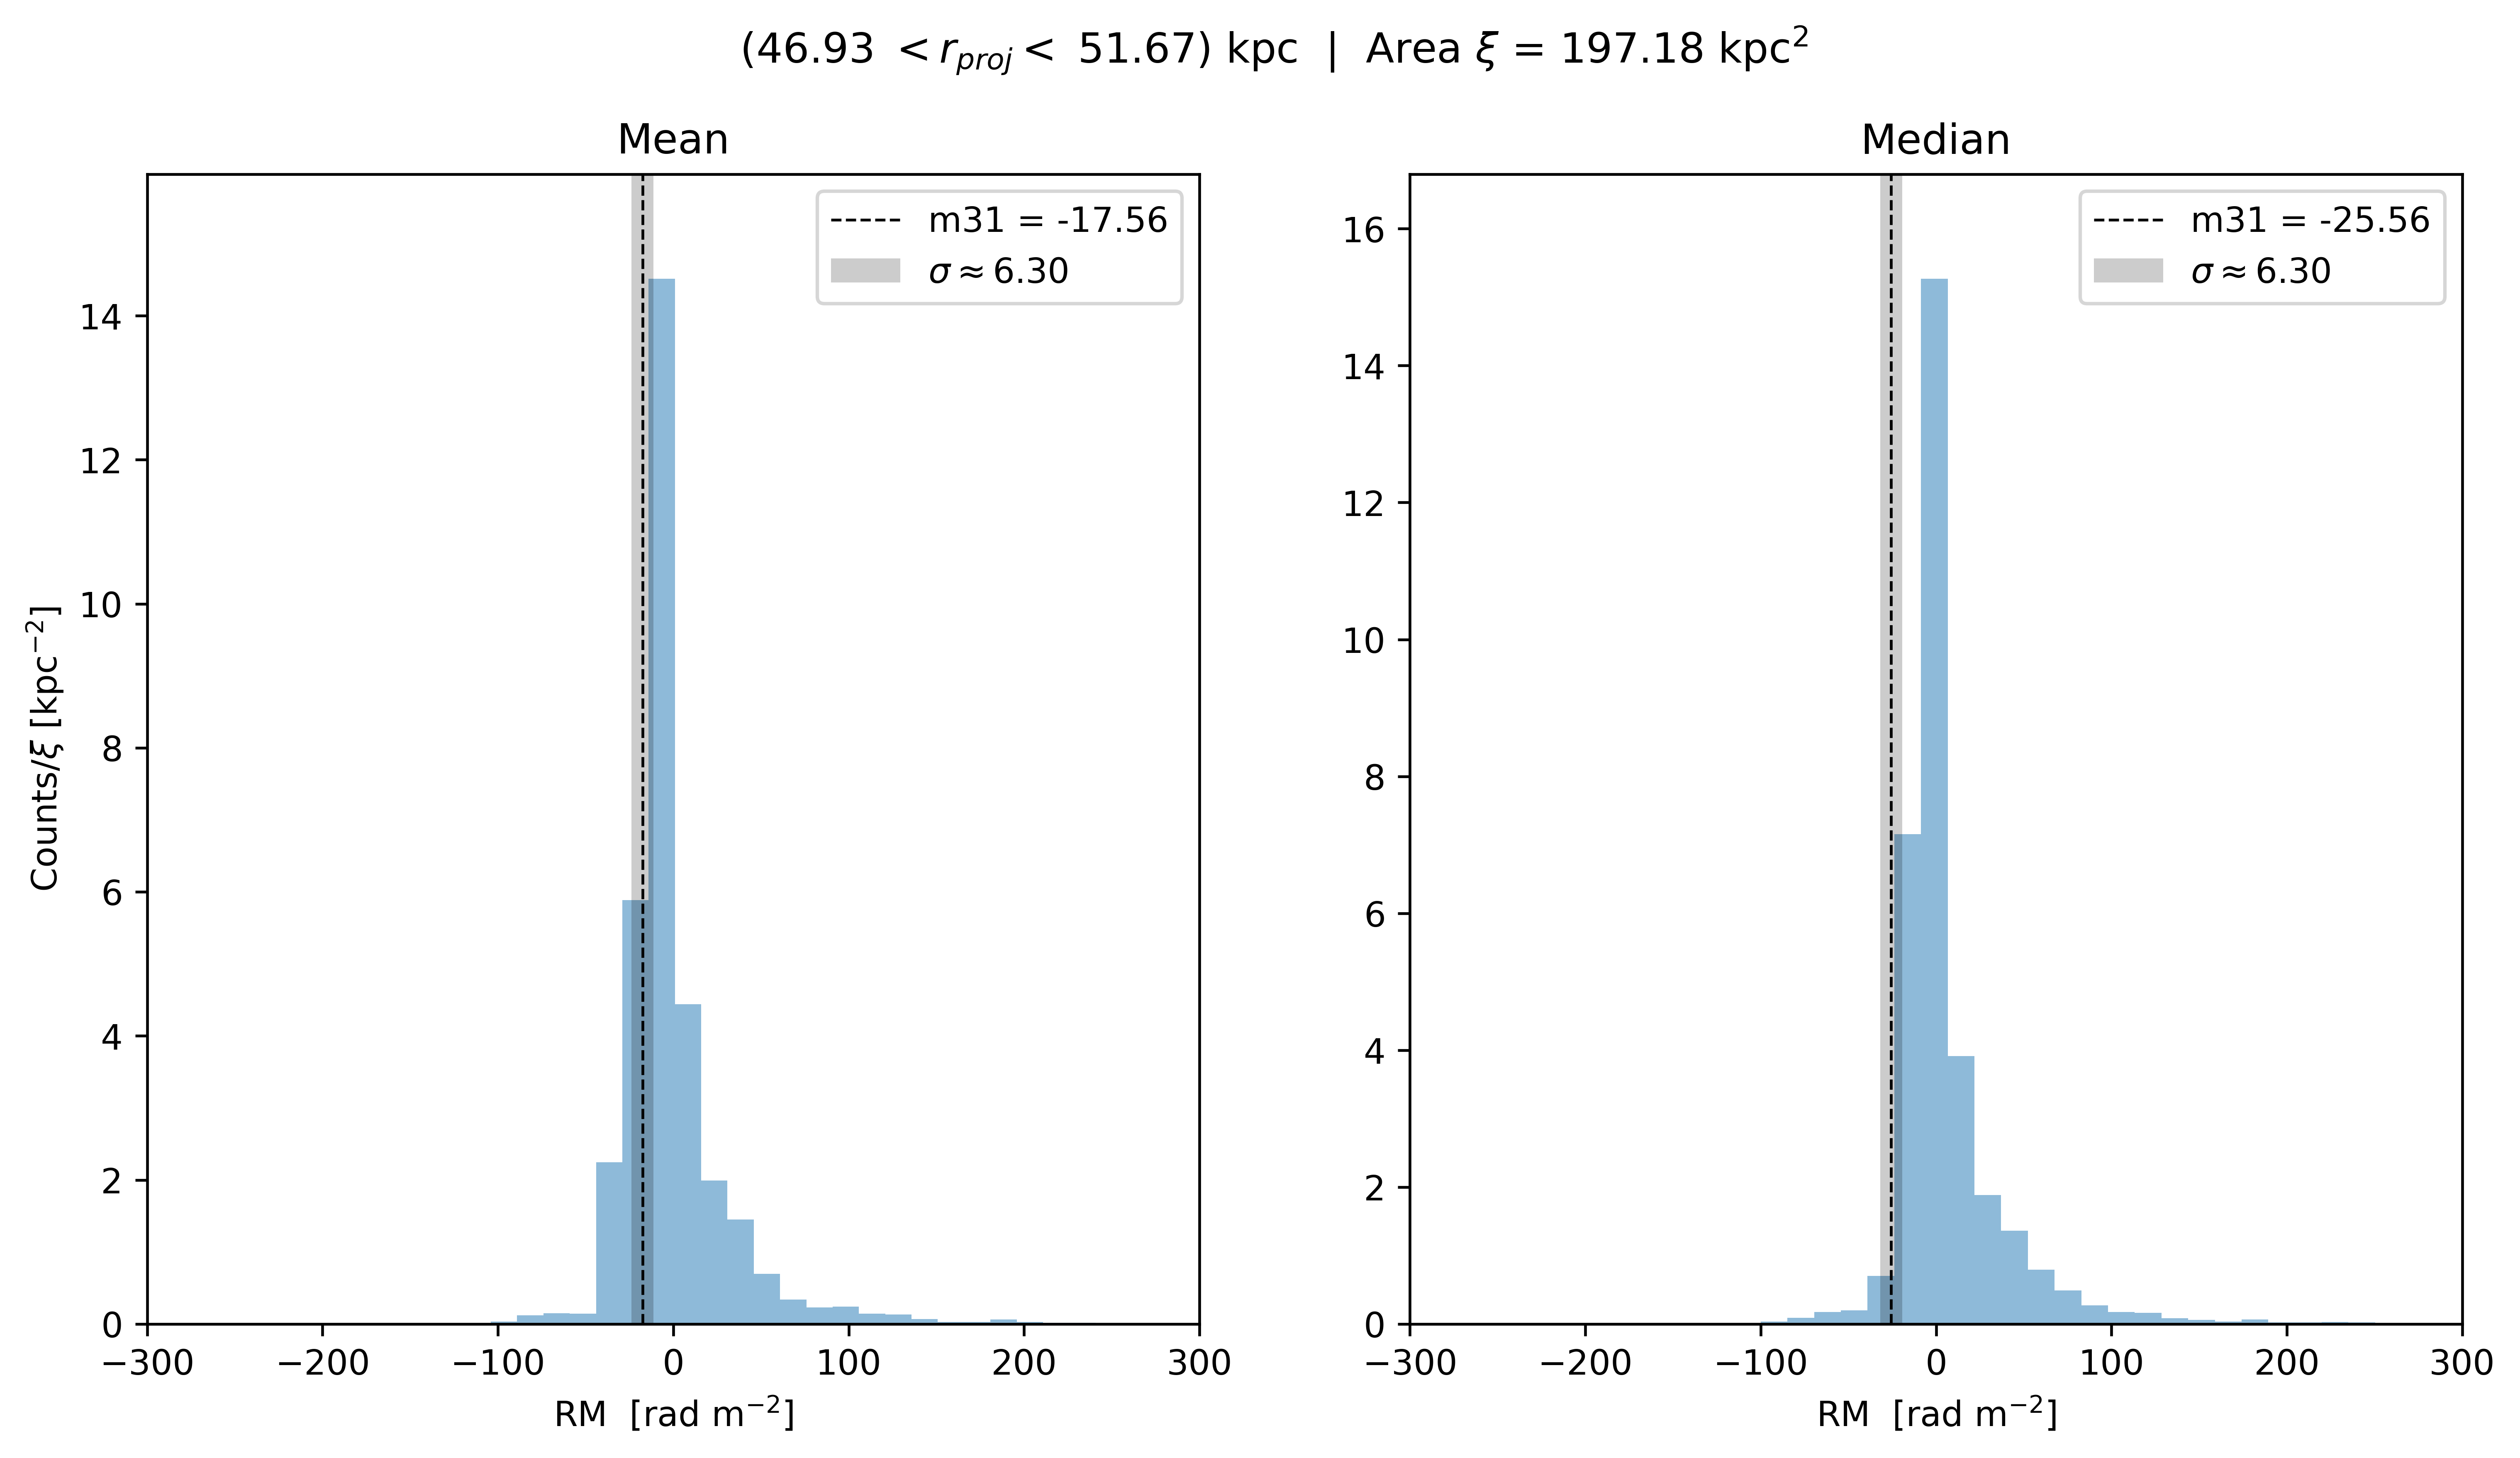 (46.93 < r_proj < 51.67) kpc | Area ξ = 197.18 kpc²
Mean
m31 = -17.56
σ ≈ 6.30
14
12
10
8
6
4
2
0
−300 −200 −100 0 100 200 300
Counts/ξ [kpc⁻²]
RM [rad m⁻²]
Median
m31 = -25.56
σ ≈ 6.30
16
14
12
10
8
6
4
2
0
−300 −200 −100 0 100 200 300
RM [rad m⁻²]